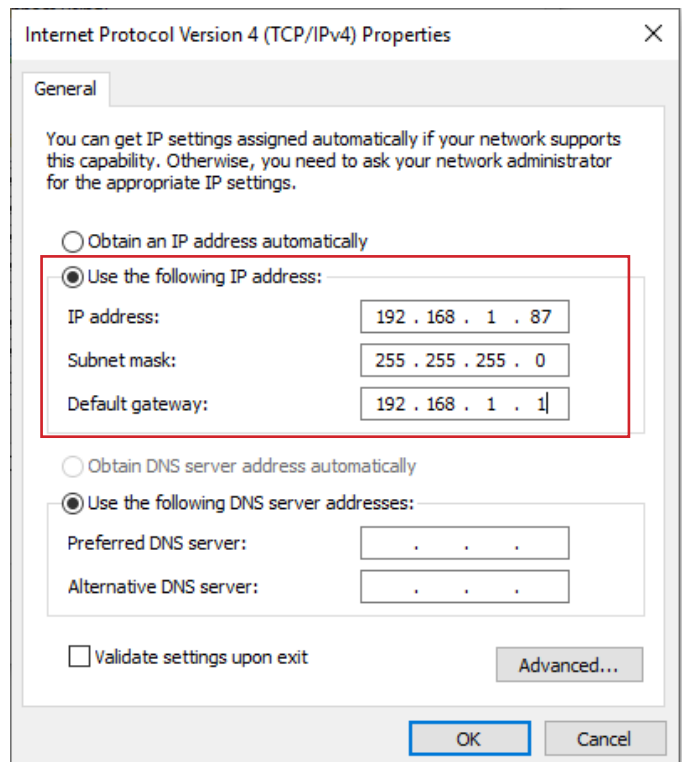 Internet Protocol Version 4 (TCP/IPv4) Properties
General
You can get IP settings assigned automatically if your network supports
this capability. Otherwise, you need to ask your network administrator
for the appropriate IP settings.
Obtain an IP address automatically
Use the following IP address:
IP address: 192 . 168 . 1 . 87
Subnet mask: 255 . 255 . 255 . 0
Default gateway: 192 . 168 . 1 . 1
Obtain DNS server address automatically
Use the following DNS server addresses:
Preferred DNS server: . . .
Alternative DNS server: . . .
Validate settings upon exit
Advanced...
OK Cancel